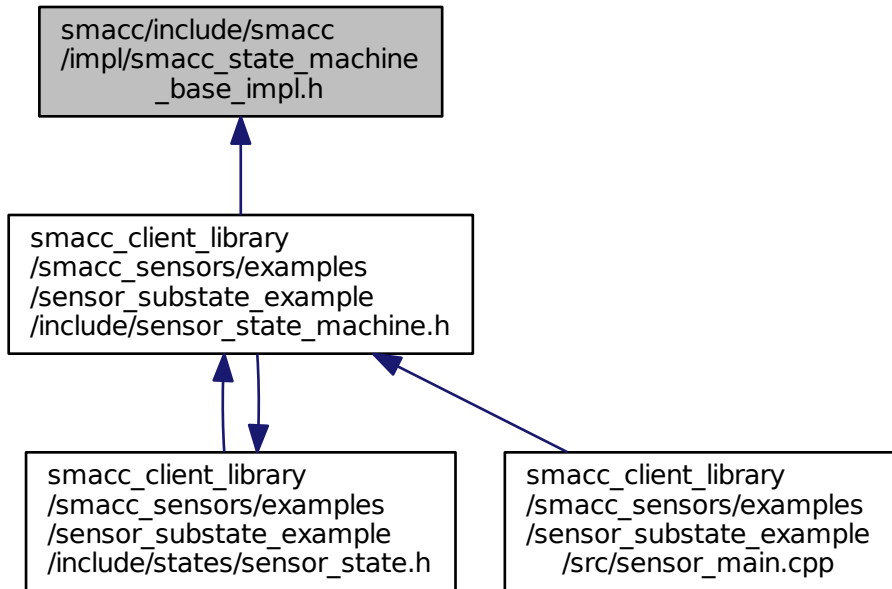 smacc/include/smacc
/impl/smacc_state_machine
_base_impl.h
smacc_client_library
/smacc_sensors/examples
/sensor_substate_example
/include/sensor_state_machine.h
smacc_client_library
/smacc_sensors/examples
/sensor_substate_example
/include/states/sensor_state.h
smacc_client_library
/smacc_sensors/examples
/sensor_substate_example
/src/sensor_main.cpp